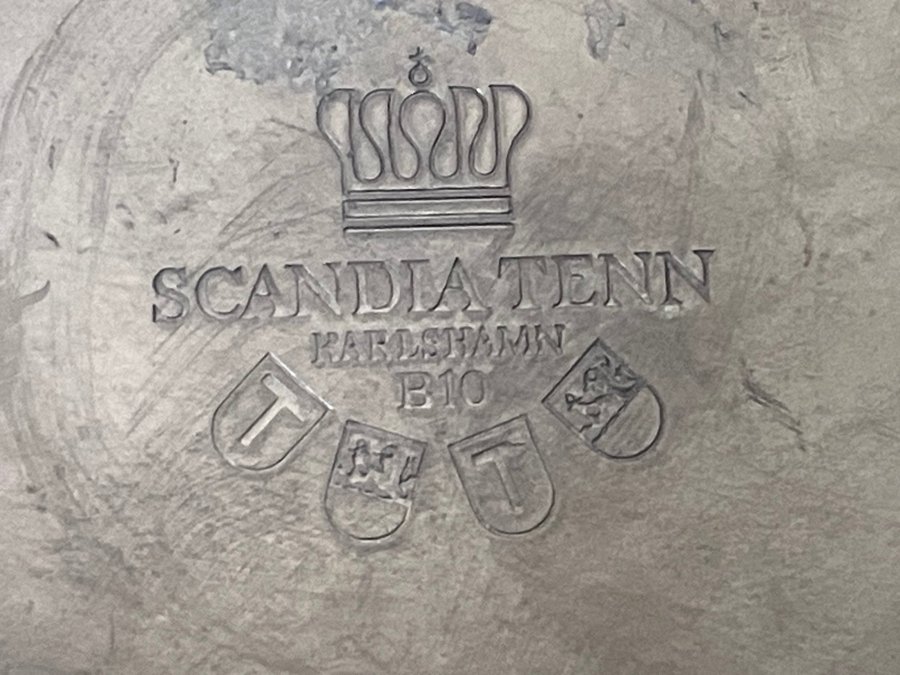 SCANDIA TENN
KARLSHAMN
B10
T
T